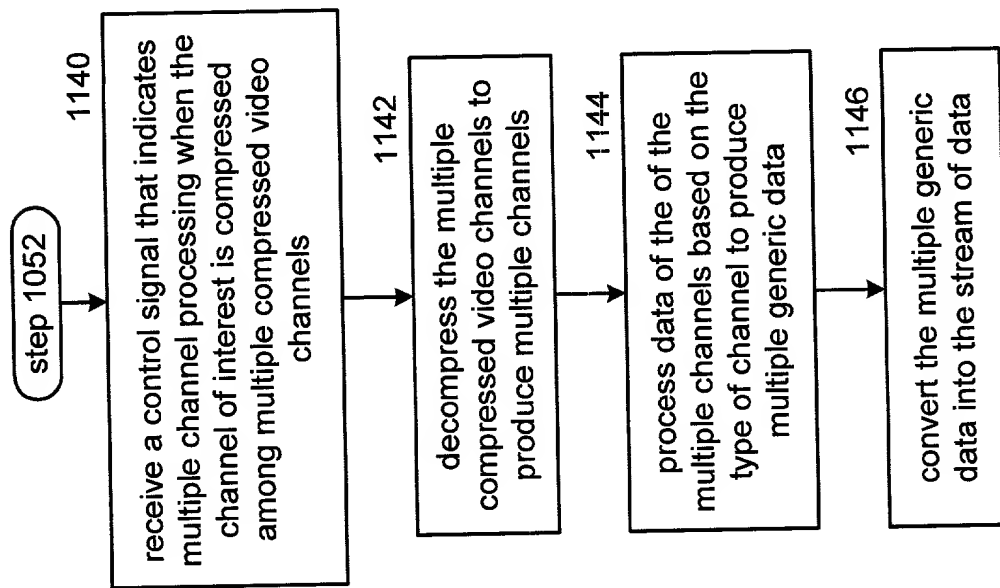 step 1052
1140
receive a control signal that indicates
multiple channel processing when the
channel of interest is compressed
among multiple compressed video
channels
1142
decompress the multiple
compressed video channels to
produce multiple channels
1144
process data of the of the
multiple channels based on the
type of channel to produce
multiple generic data
1146
convert the multiple generic
data into the stream of data